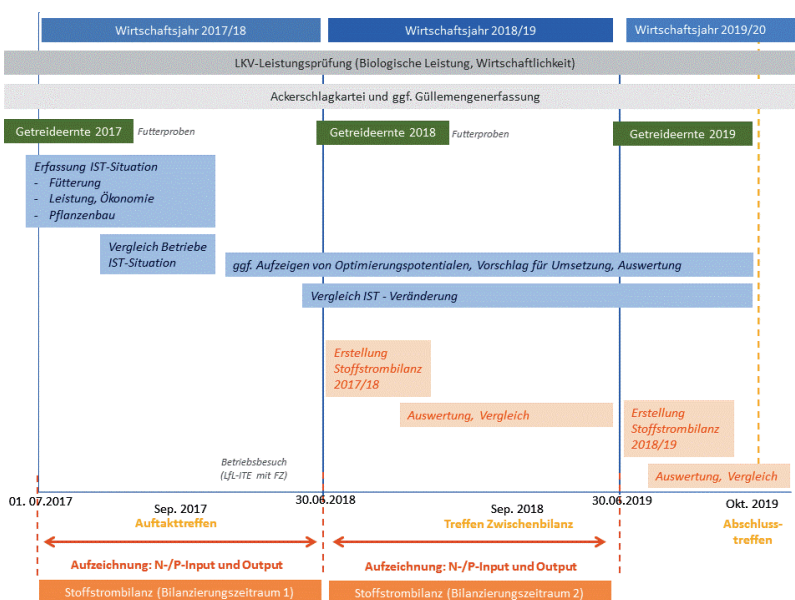 Wirtschaftsjahr 2017/18
Wirtschaftsjahr 2018/19
Wirtschaftsjahr 2019/20
LKV-Leistungsprüfung (Biologische Leistung, Wirtschaftlichkeit)
Ackerschlagkartei und ggf. Güllemengenerfassung
Getreideernte 2017
Futterproben
Getreideernte 2018
Futterproben
Getreideernte 2019
Erfassung IST-Situation
- Fütterung
- Leistung, Ökonomie
- Pflanzenbau
Vergleich Betriebe
IST-Situation
ggf. Aufzeigen von Optimierungspotentialen, Vorschlag für Umsetzung, Auswertung
Vergleich IST - Veränderung
Erstellung
Stoffstrombilanz
2017/18
Auswertung, Vergleich
Erstellung
Stoffstrombilanz
2018/19
Auswertung, Vergleich
Betriebsbesuch
(LfL-ITE mit FZ)
01. 07.2017
Sep. 2017
30.06.2018
Sep. 2018
30.06.2019
Okt. 2019
Auftakttreffen
Treffen Zwischenbilanz
Abschluss-
treffen
Aufzeichnung: N-/P-Input und Output
Aufzeichnung: N-/P-Input und Output
Stoffstrombilanz (Bilanzierungszeitraum 1)
Stoffstrombilanz (Bilanzierungszeitraum 2)